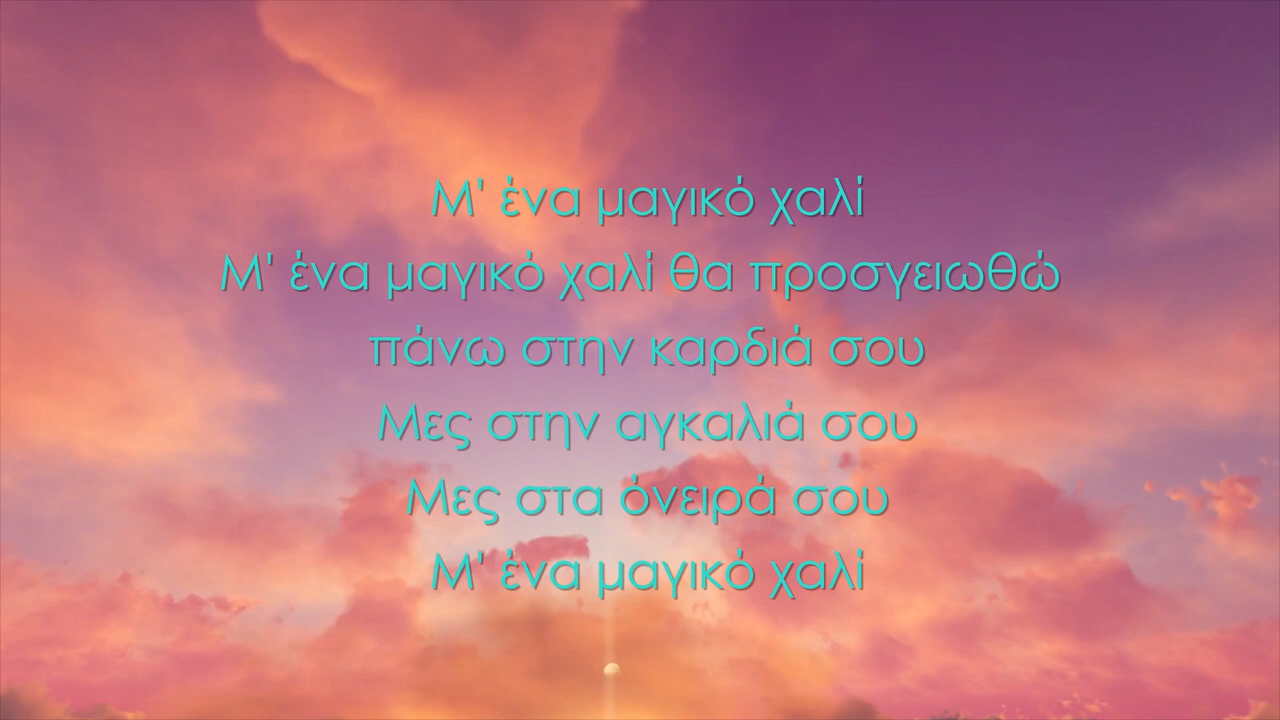 Μ' ένα μαγικό χαλί
Μ' ένα μαγικό χαλί θα προσγειωθώ
πάνω στην καρδιά σου
Μες στην αγκαλιά σου
Μες στα όνειρά σου
Μ' ένα μαγικό χαλί